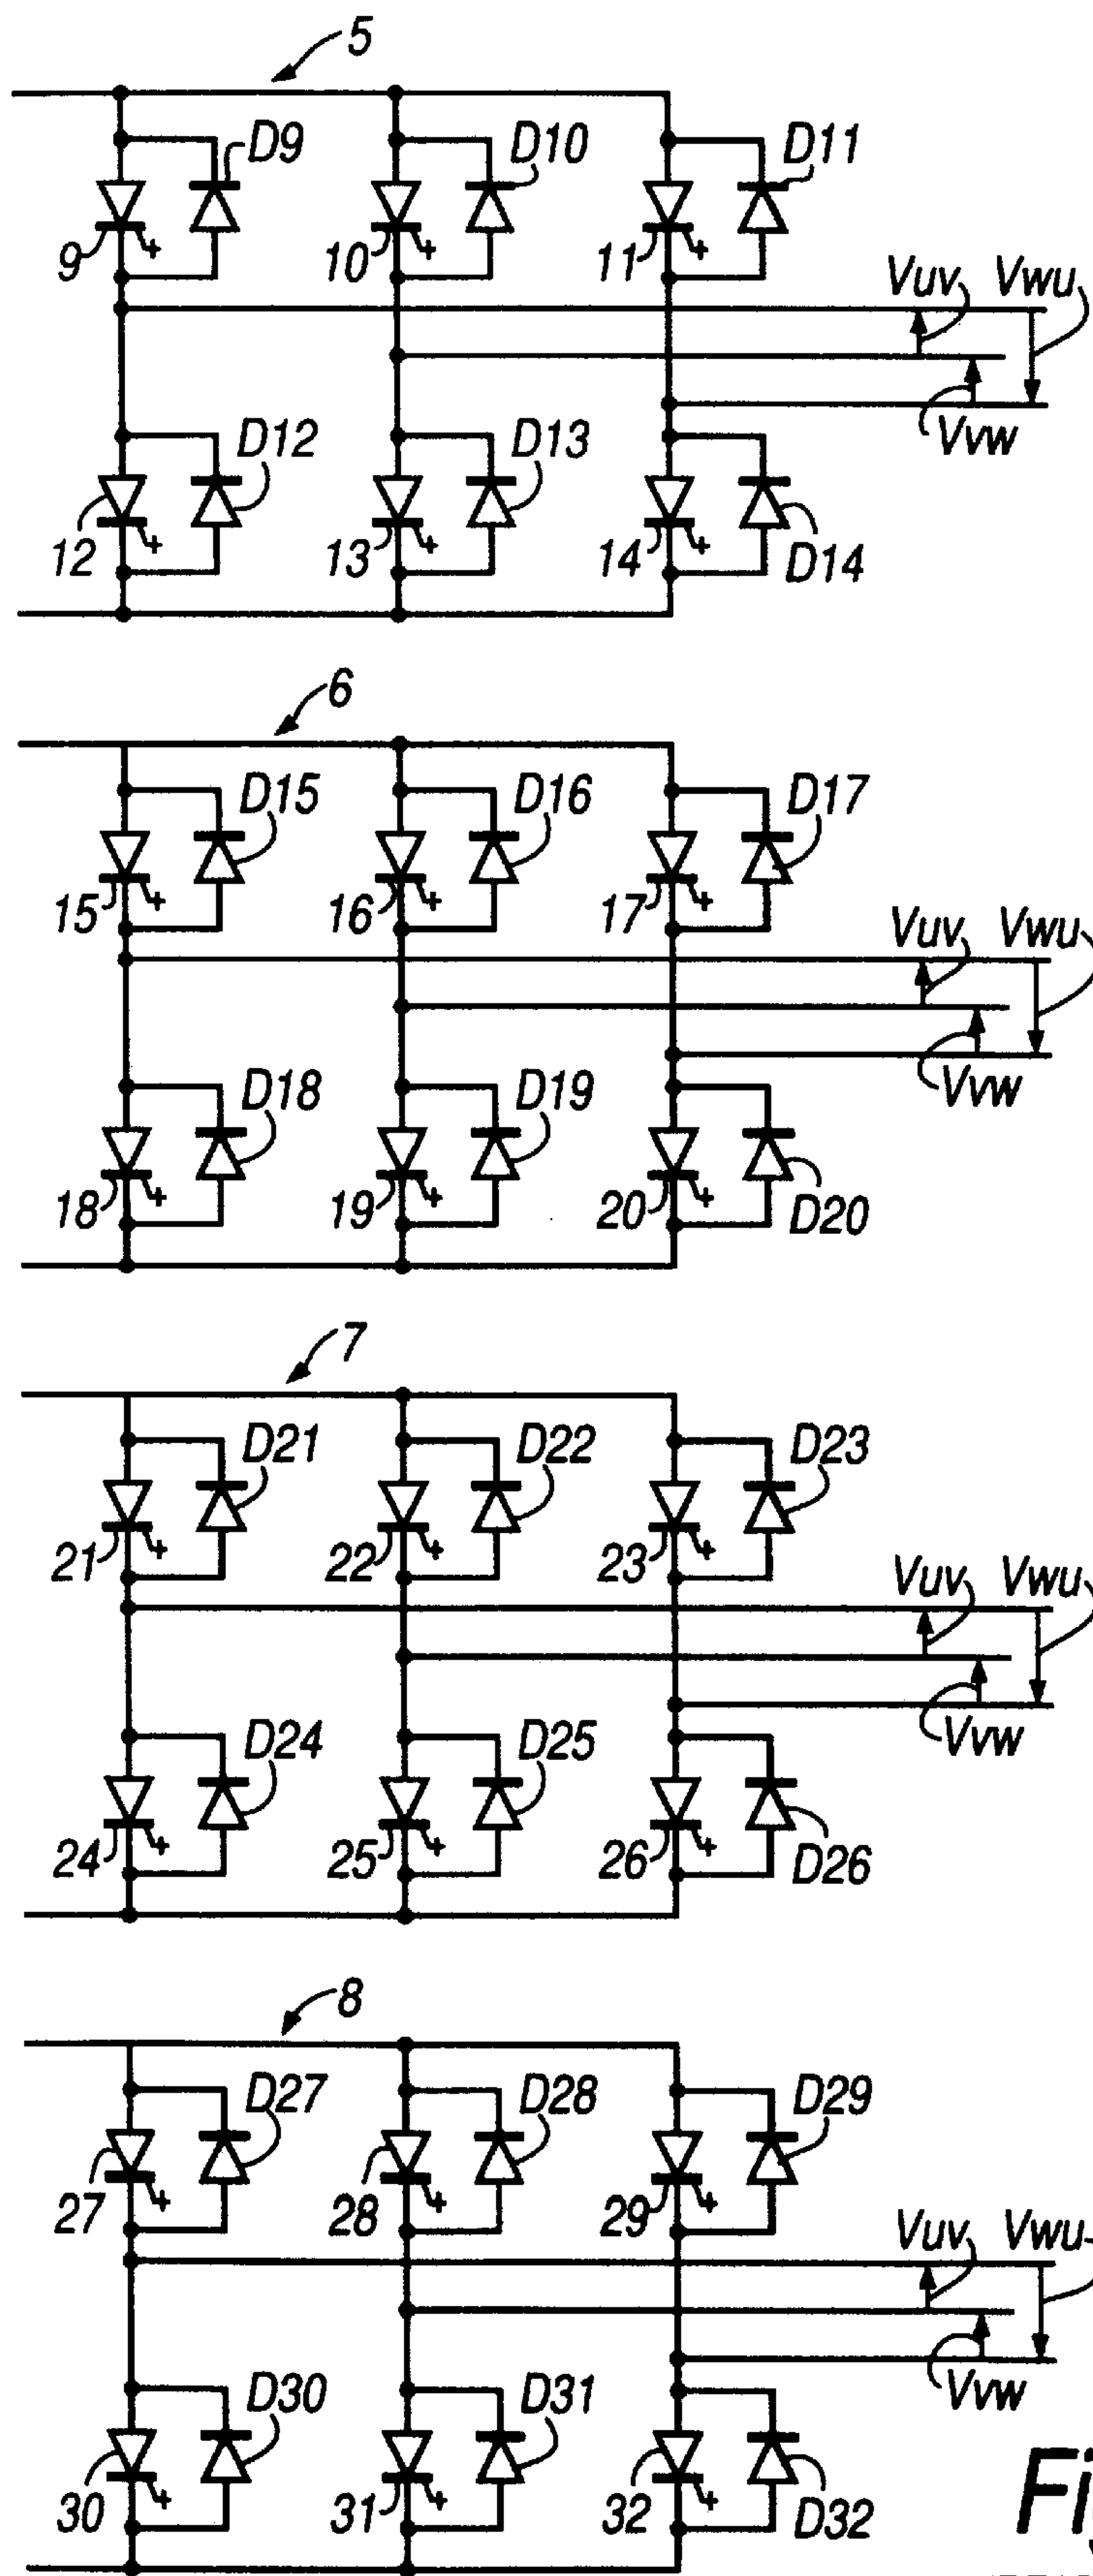 5
D9 D10 D11
9 10 11
Vuv Vwu
Vvw
D12 D13
12 13 14 D14
6
D15 D16 D17
15 16 17
Vuv Vwu
Vvw
D18 D19
18 19 20 D20
7
D21 D22 D23
21 22 23
Vuv Vwu
Vvw
D24 D25
24 25 26 D26
8
D27 D28 D29
27 28 29
Vuv Vwu
Vvw
D30 D31
30 31 32 D32